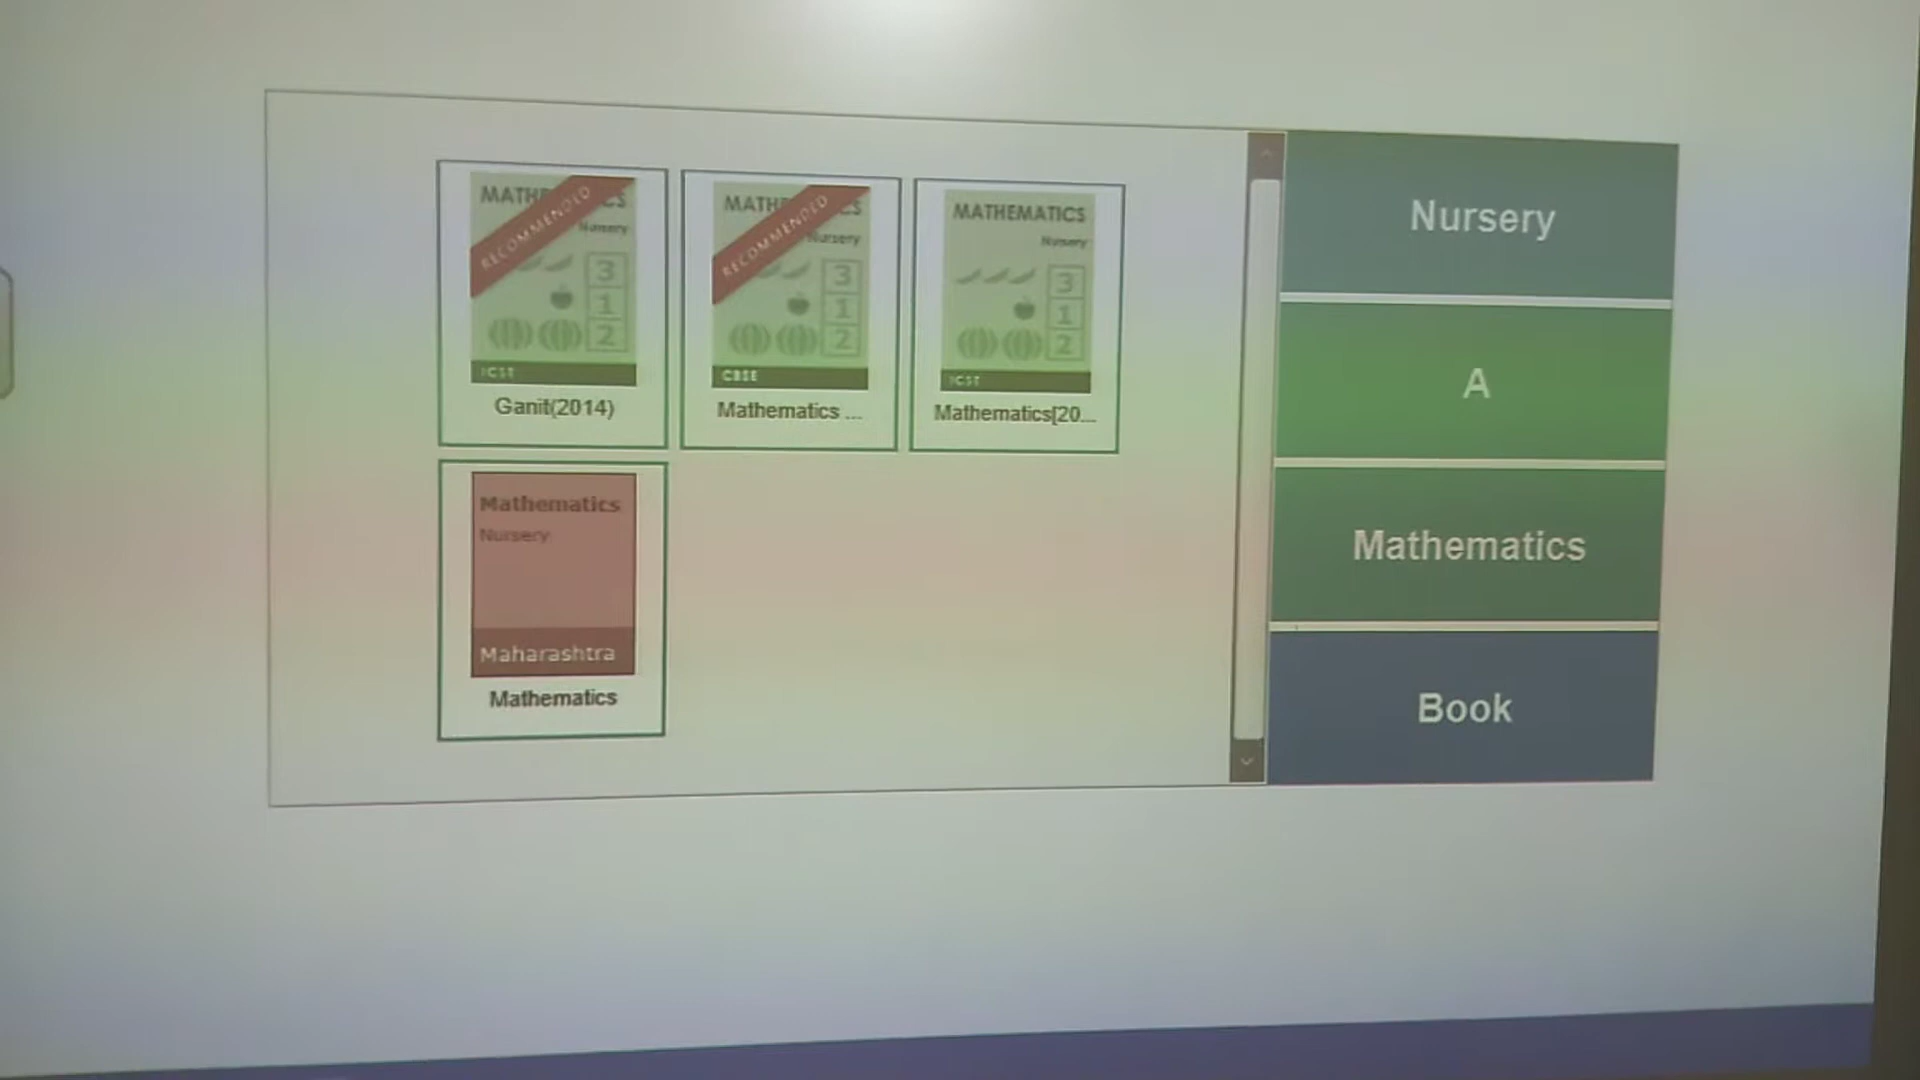 MATHEMATICS
RECOMMENDED
Nursery
3
1
2
Ganit(2014)
MATHEMATICS
RECOMMENDED
Nursery
3
1
2
CBSE
Mathematics ...
MATHEMATICS
Nursery
3
1
2
Mathematics[20...
Mathematics
Nursery
Maharashtra
Mathematics
Nursery
A
Mathematics
Book